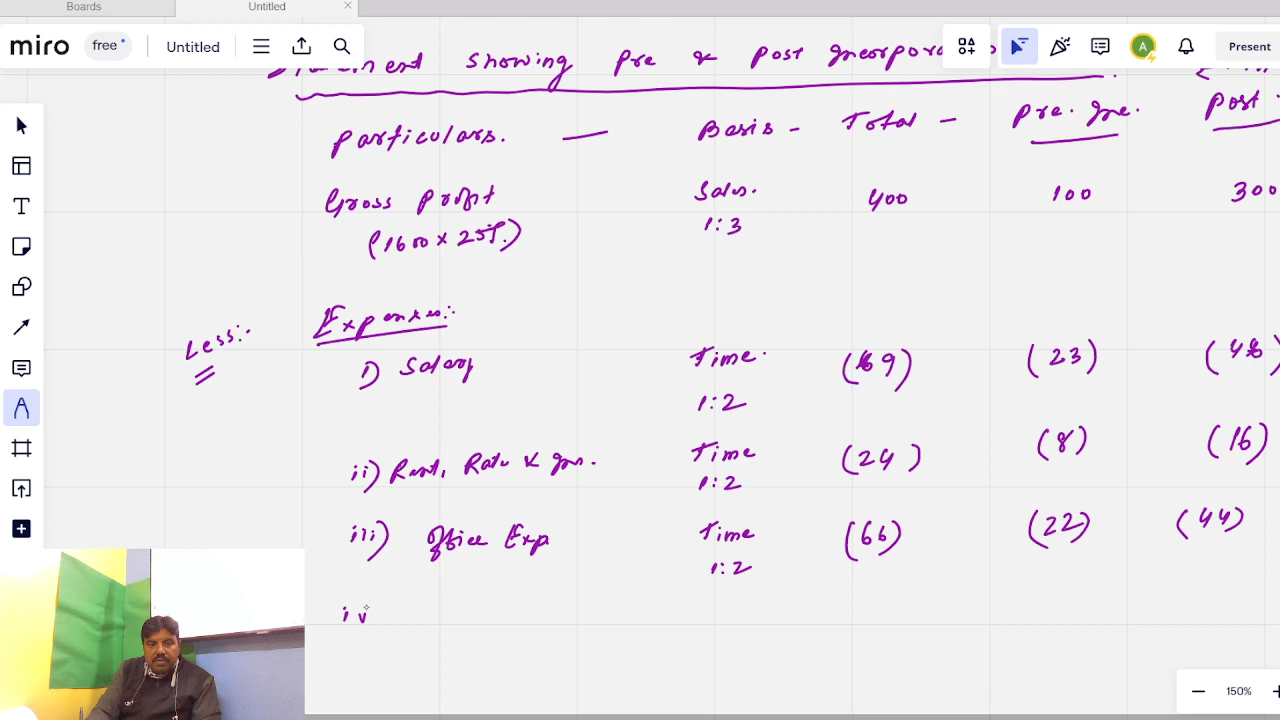 Boards Untitled
miro free Untitled Present
Statement showing Pre & Post Incorpora
Particulars. — Basis - Total - Pre. Inc. Post -
Gross Profit Sales. 400 100 300
(1600 x 25%) 1:3
Less:- Expenses:-
i) Salary Time. (69) (23) (46)
1:2
ii) Rent, Rate & Ins. Time (24) (8) (16)
1:2
iii) Office Exp Time (66) (22) (44)
1:2
iv
150%